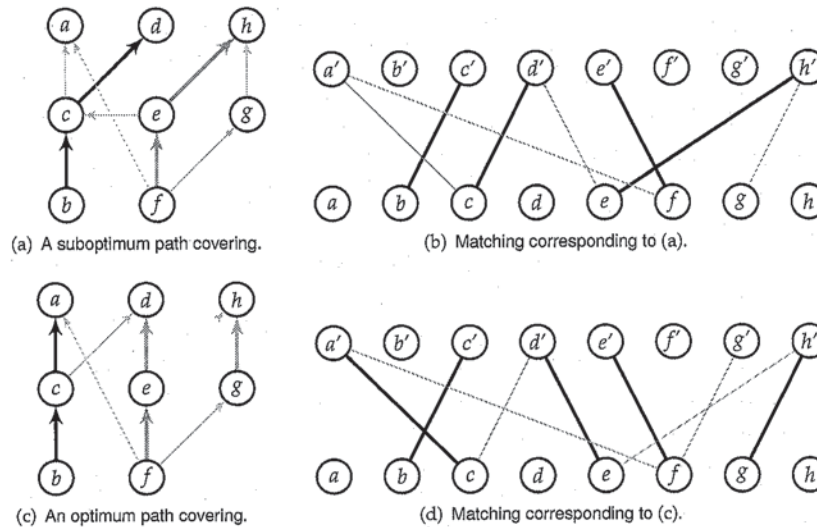 a d h
c e g
b f
(a) A suboptimum path covering.
a′ b′ c′ d′ e′ f′ g′ h′
a b c d e f g h
(b) Matching corresponding to (a).
a d h
c e g
b f
(c) An optimum path covering.
a′ b′ c′ d′ e′ f′ g′ h′
a b c d e f g h
(d) Matching corresponding to (c).